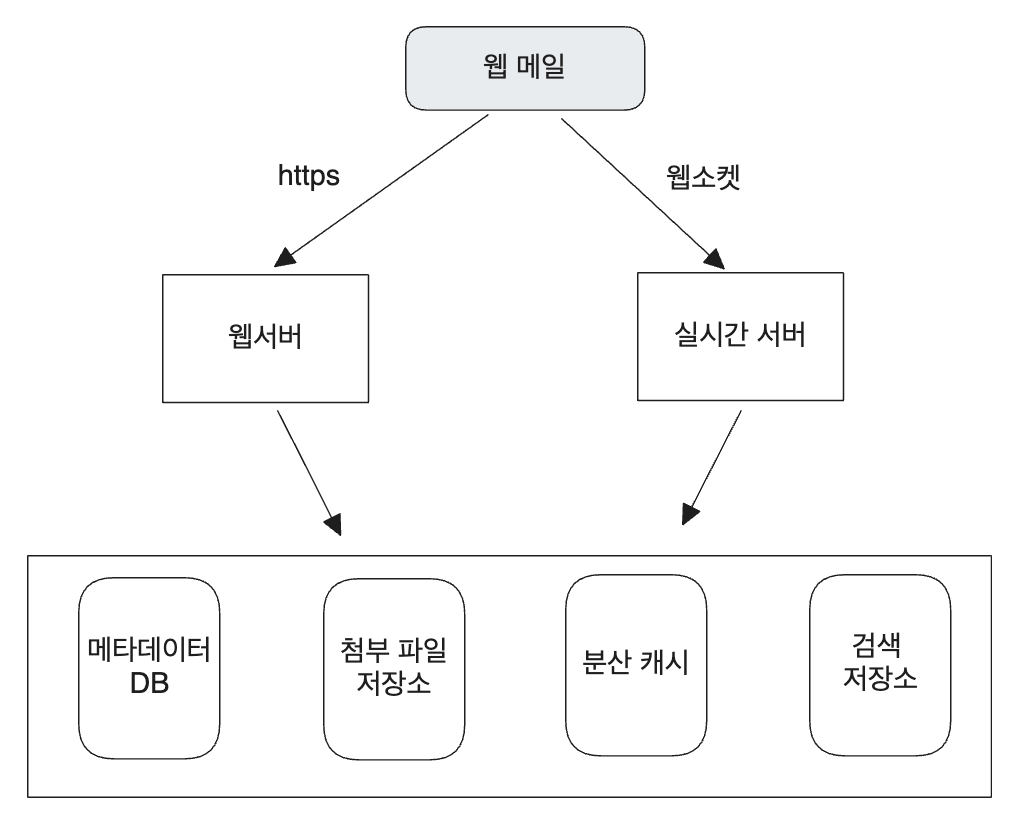 웹 메일
https
웹소켓
웹서버
실시간 서버
메타데이터
DB
첨부 파일
저장소
분산 캐시
검색
저장소